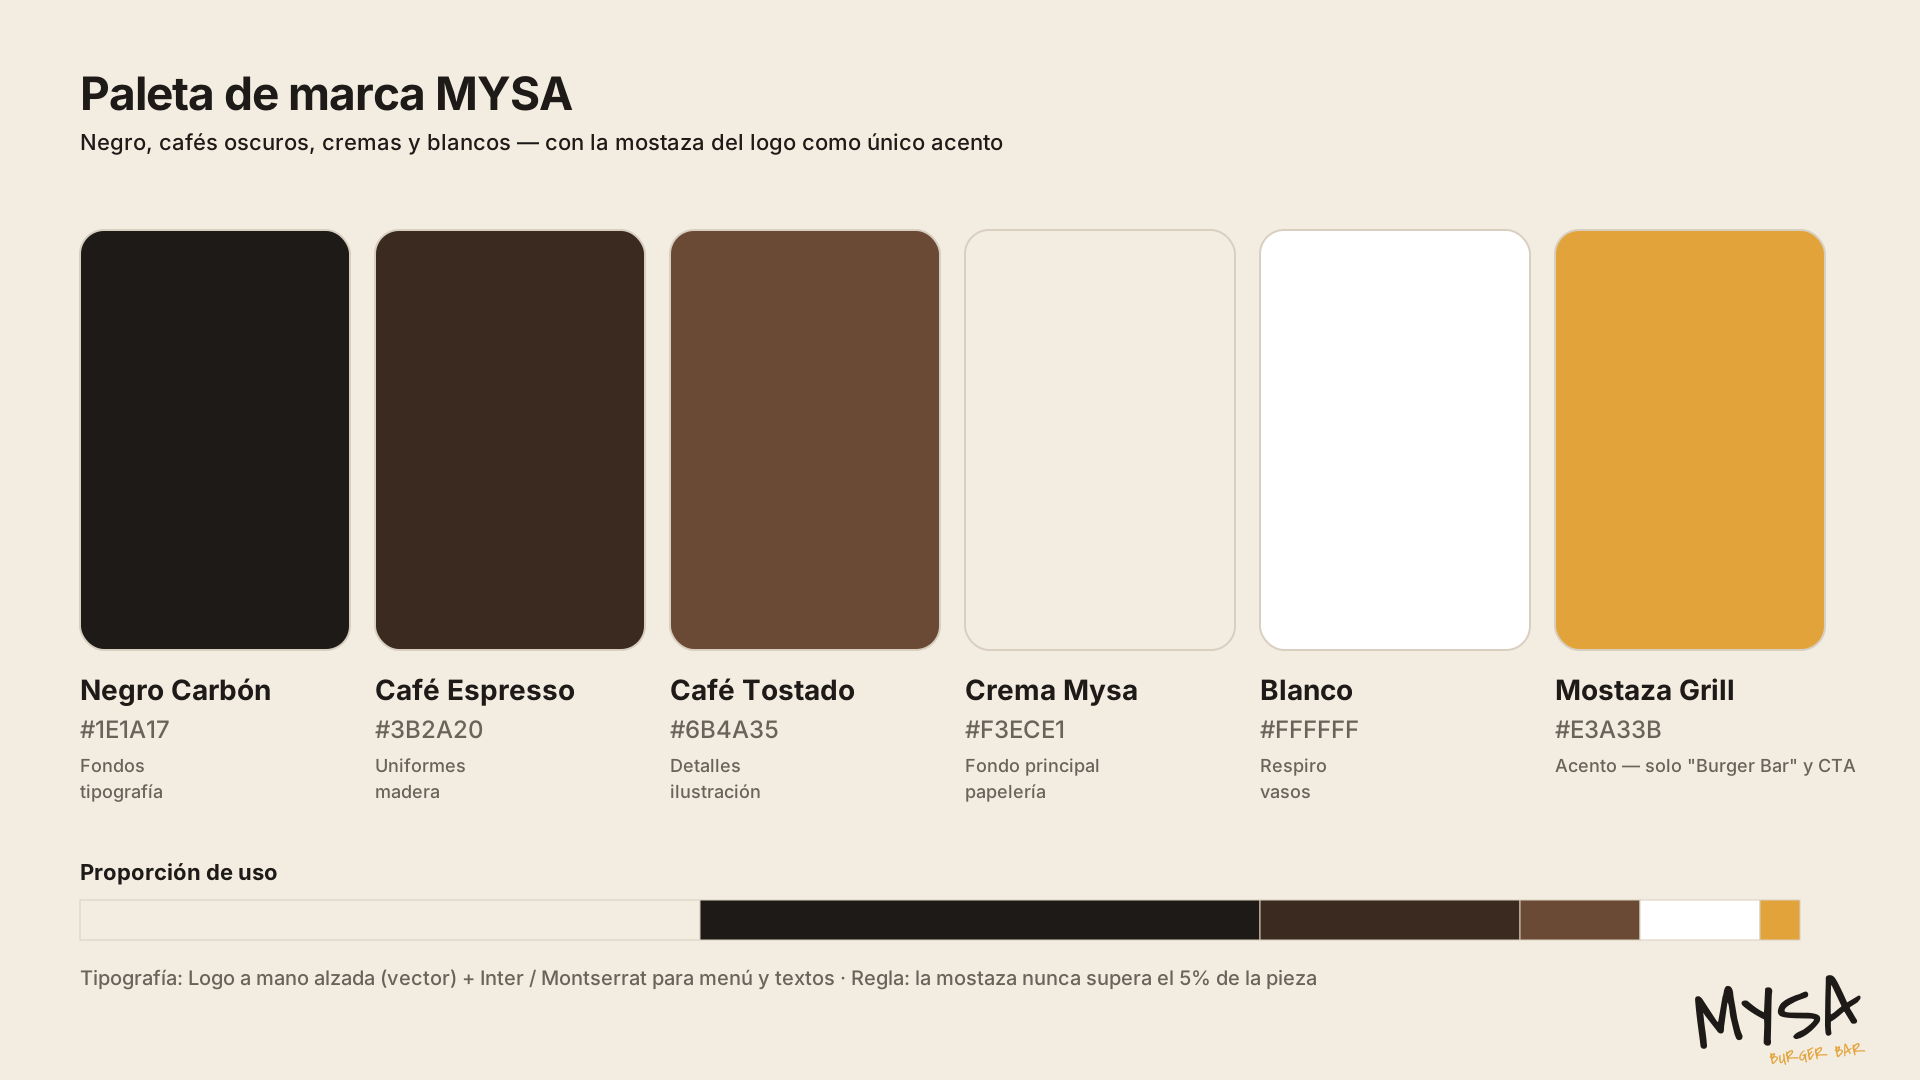 Paleta de marca MYSA
Negro, cafés oscuros, cremas y blancos — con la mostaza del logo como único acento
Negro Carbón
#1E1A17
Fondos
tipografía
Café Espresso
#3B2A20
Uniformes
madera
Café Tostado
#6B4A35
Detalles
ilustración
Crema Mysa
#F3ECE1
Fondo principal
papelería
Blanco
#FFFFFF
Respiro
vasos
Mostaza Grill
#E3A33B
Acento — solo "Burger Bar" y CTA
Proporción de uso
Tipografía: Logo a mano alzada (vector) + Inter / Montserrat para menú y textos · Regla: la mostaza nunca supera el 5% de la pieza
MYSA
BURGER BAR